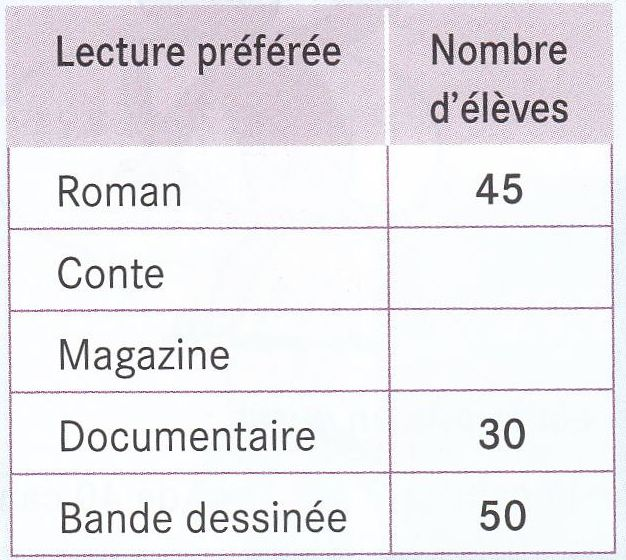 Lecture préférée Nombre
d'élèves
Roman 45
Conte
Magazine
Documentaire 30
Bande dessinée 50